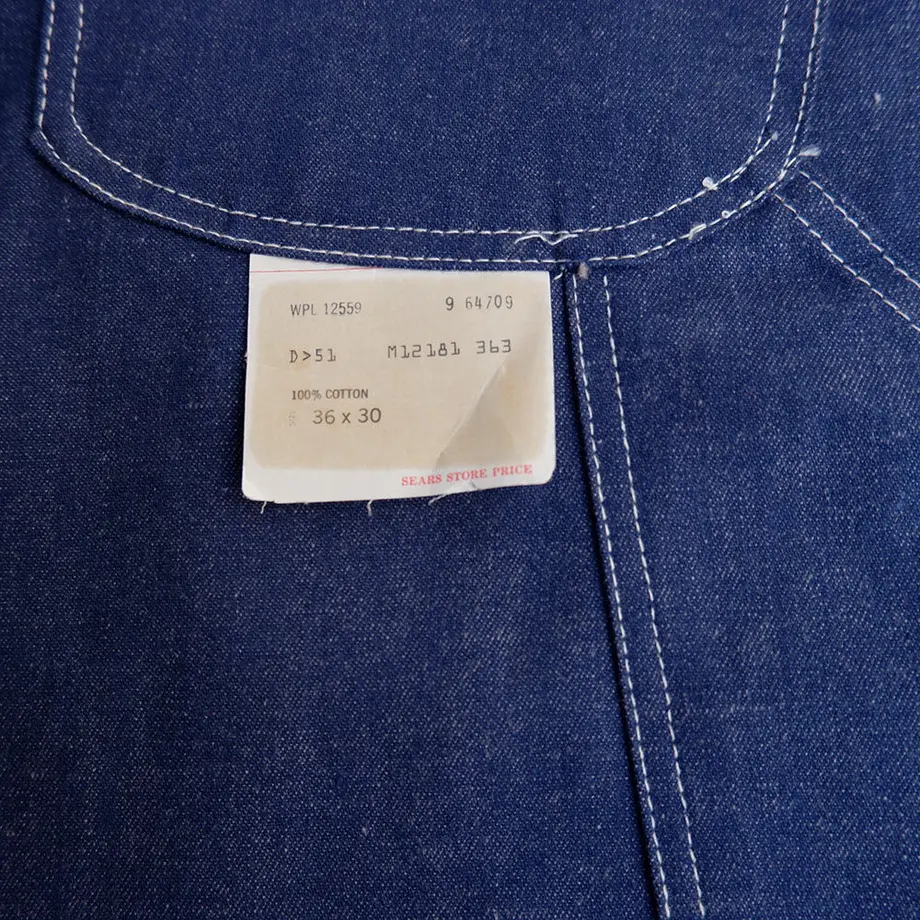 WPL 12559 9 64709
D>51 M12181 363
100% COTTON
36 x 30
SEARS STORE PRICE